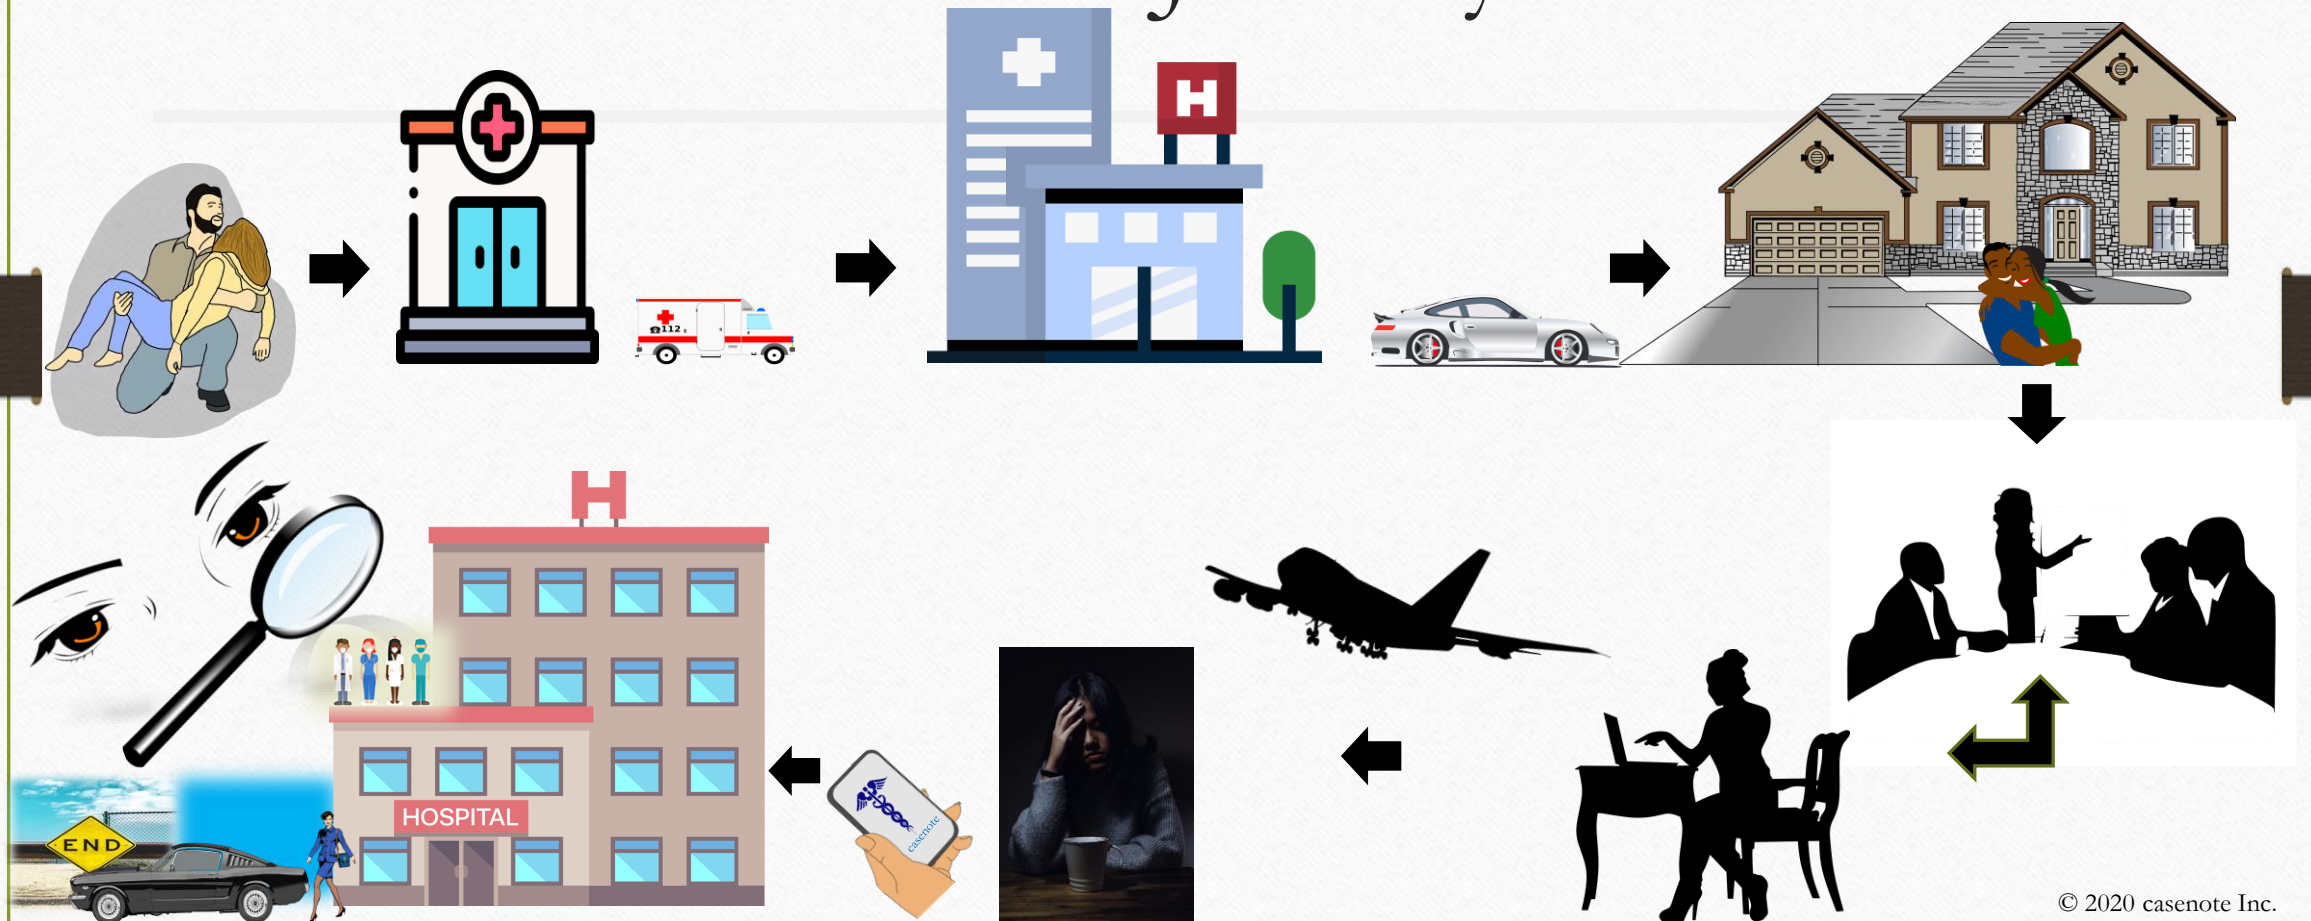 H
☎112
H
HOSPITAL
casenote
END
© 2020 casenote Inc.